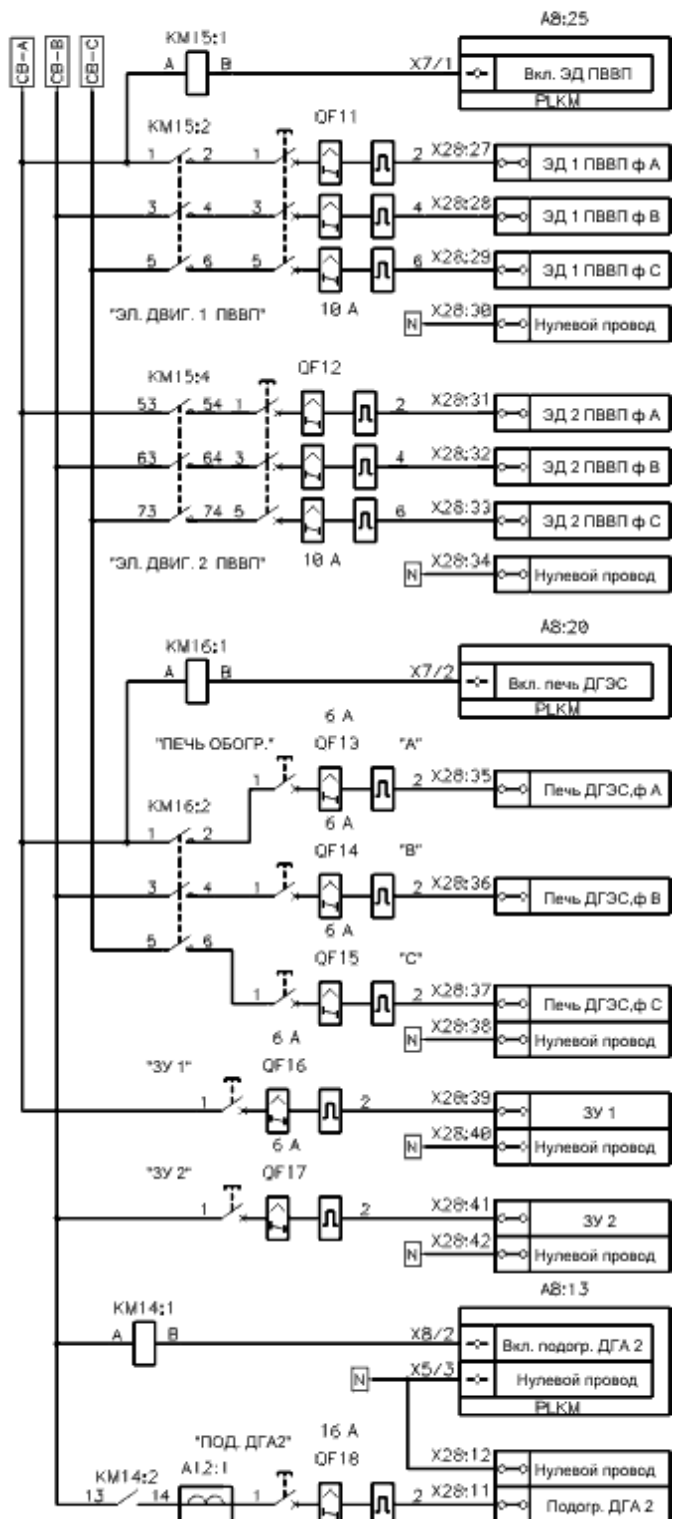 A8:25
CB-A CB-B CB-C
KM15:1
A B X7/1 Вкл. ЭД ПВВП
PLKM
KM15:2 QF11
1 2 1 2 X28:27 ЭД 1 ПВВП ф А
3 4 3 4 X28:28 ЭД 1 ПВВП ф В
5 6 5 6 X28:29 ЭД 1 ПВВП ф С
"ЭЛ. ДВИГ. 1 ПВВП" 10 A
N X28:30 Нулевой провод
KM15:4 QF12
53 54 1 2 X28:31 ЭД 2 ПВВП ф А
63 64 3 4 X28:32 ЭД 2 ПВВП ф В
73 74 5 6 X28:33 ЭД 2 ПВВП ф С
"ЭЛ. ДВИГ. 2 ПВВП" 10 A
N X28:34 Нулевой провод
A8:20
KM16:1
A B X7/2 Вкл. печь ДГЭС
PLKM
6 A
"ПЕЧЬ ОБОГР." QF13 "A"
1 2 X28:35 Печь ДГЭС,ф А
KM16:2 6 A
1 2
QF14 "B"
3 4 1 2 X28:36 Печь ДГЭС,ф В
6 A
5 6
QF15 "C"
1 2 X28:37 Печь ДГЭС,ф С
N X28:38 Нулевой провод
6 A
"ЗУ 1" QF16
1 2 X28:39 ЗУ 1
6 A
N X28:40 Нулевой провод
"ЗУ 2" QF17
1 2 X28:41 ЗУ 2
N X28:42 Нулевой провод
A8:13
KM14:1
A B X8/2 Вкл. подогр. ДГА 2
N X5/3 Нулевой провод
PLKM
"ПОД. ДГА2" 16 A
QF18
X28:12 Нулевой провод
KM14:2 A12:1
13 14 1 2 X28:11 Подогр. ДГА 2